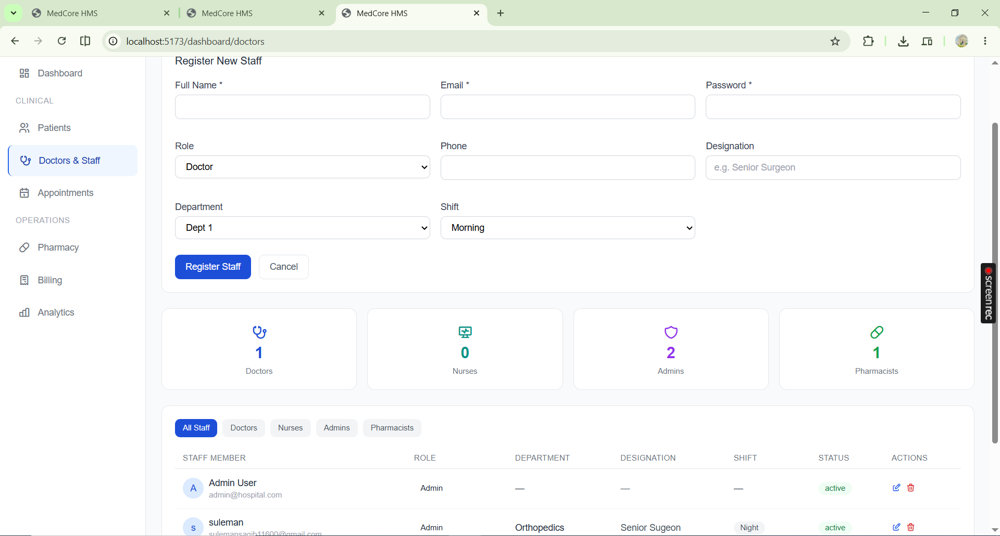 MedCore HMS
MedCore HMS
MedCore HMS
localhost:5173/dashboard/doctors
Dashboard
CLINICAL
Patients
Doctors & Staff
Appointments
OPERATIONS
Pharmacy
Billing
Analytics
Register New Staff
Full Name * Email * Password *
Role Phone Designation
Doctor e.g. Senior Surgeon
Department Shift
Dept 1 Morning
Register Staff Cancel
1 0 2 1
Doctors Nurses Admins Pharmacists
All Staff Doctors Nurses Admins Pharmacists
STAFF MEMBER ROLE DEPARTMENT DESIGNATION SHIFT STATUS ACTIONS
A Admin User Admin — — — active
admin@hospital.com
s suleman Admin Orthopedics Senior Sugeon Night active
sulemansaqib11600@gmail.com
screenrec